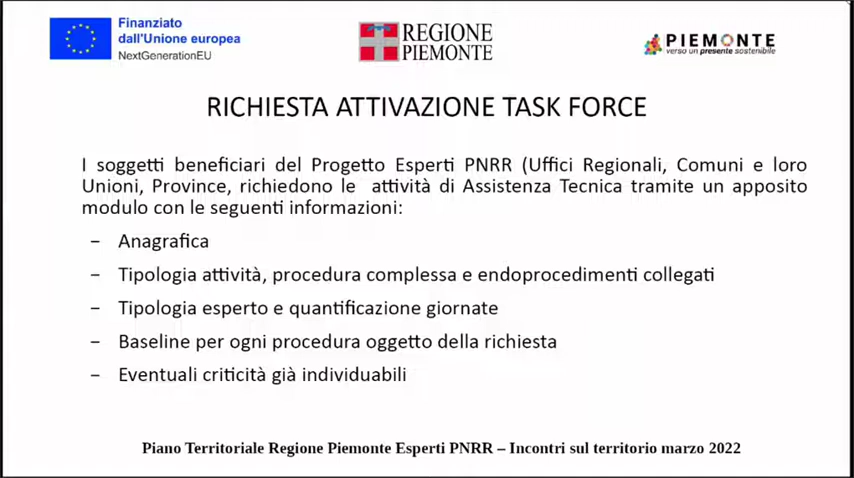 Finanziato
dall'Unione europea
NextGenerationEU
REGIONE
PIEMONTE
PIEMONTE
verso un presente sostenibile
RICHIESTA ATTIVAZIONE TASK FORCE
I soggetti beneficiari del Progetto Esperti PNRR (Uffici Regionali, Comuni e loro
Unioni, Province, richiedono le attività di Assistenza Tecnica tramite un apposito
modulo con le seguenti informazioni:
– Anagrafica
– Tipologia attività, procedura complessa e endoprocedimenti collegati
– Tipologia esperto e quantificazione giornate
– Baseline per ogni procedura oggetto della richiesta
– Eventuali criticità già individuabili
Piano Territoriale Regione Piemonte Esperti PNRR – Incontri sul territorio marzo 2022